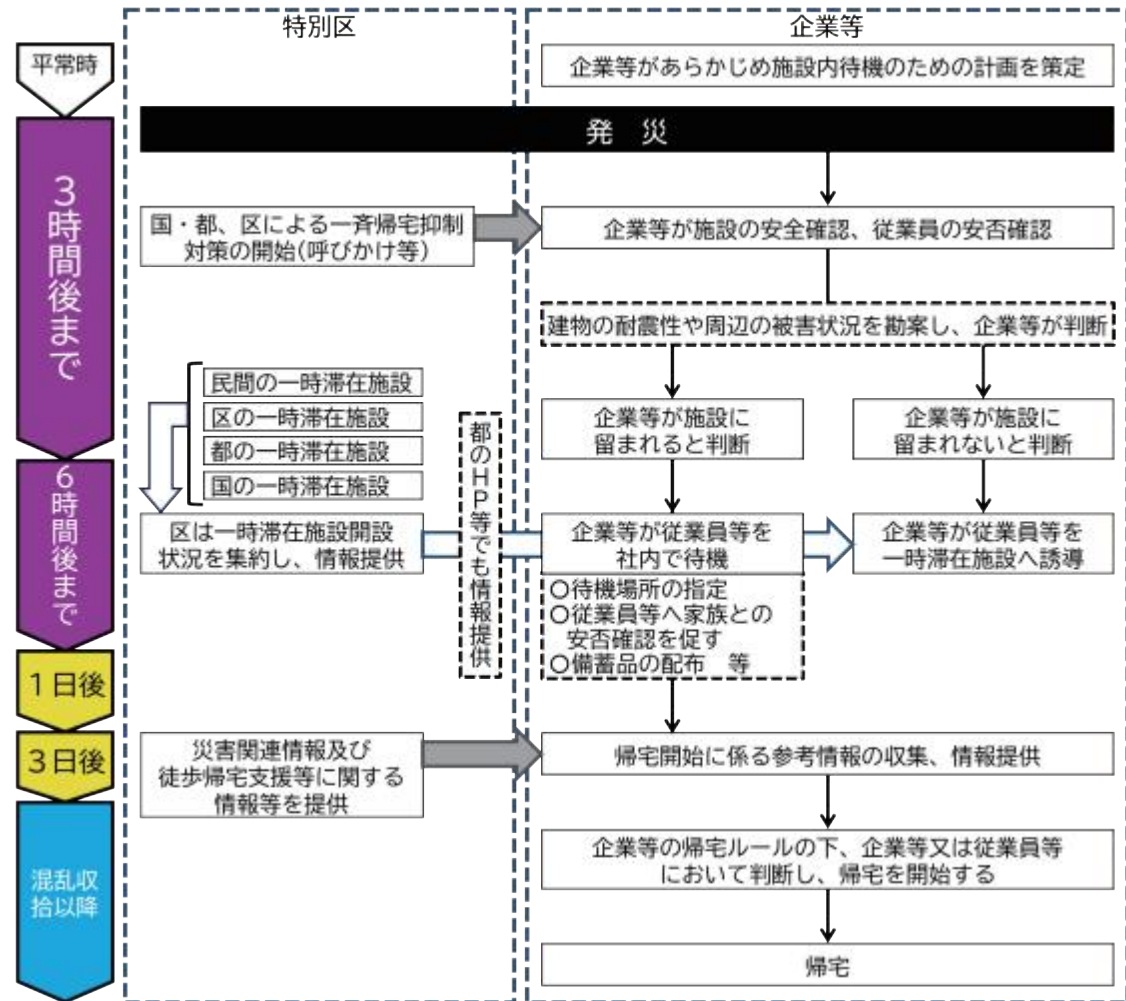 特別区
企業等
平常時
企業等があらかじめ施設内待機のための計画を策定
発 災
3時間後まで
国・都、区による一斉帰宅抑制
対策の開始(呼びかけ等)
企業等が施設の安全確認、従業員の安否確認
建物の耐震性や周辺の被害状況を勘案し、企業等が判断
民間の一時滞在施設
区の一時滞在施設
都の一時滞在施設
国の一時滞在施設
都のHP等でも情報提供
企業等が施設に
留まれると判断
企業等が施設に
留まれないと判断
6時間後まで
区は一時滞在施設開設
状況を集約し、情報提供
企業等が従業員等を
社内で待機
企業等が従業員等を
一時滞在施設へ誘導
○待機場所の指定
○従業員等へ家族との
安否確認を促す
○備蓄品の配布 等
1日後
3日後
災害関連情報及び
徒歩帰宅支援等に関する
情報等を提供
帰宅開始に係る参考情報の収集、情報提供
混乱収
拾以降
企業等の帰宅ルールの下、企業等又は従業員等
において判断し、帰宅を開始する
帰宅